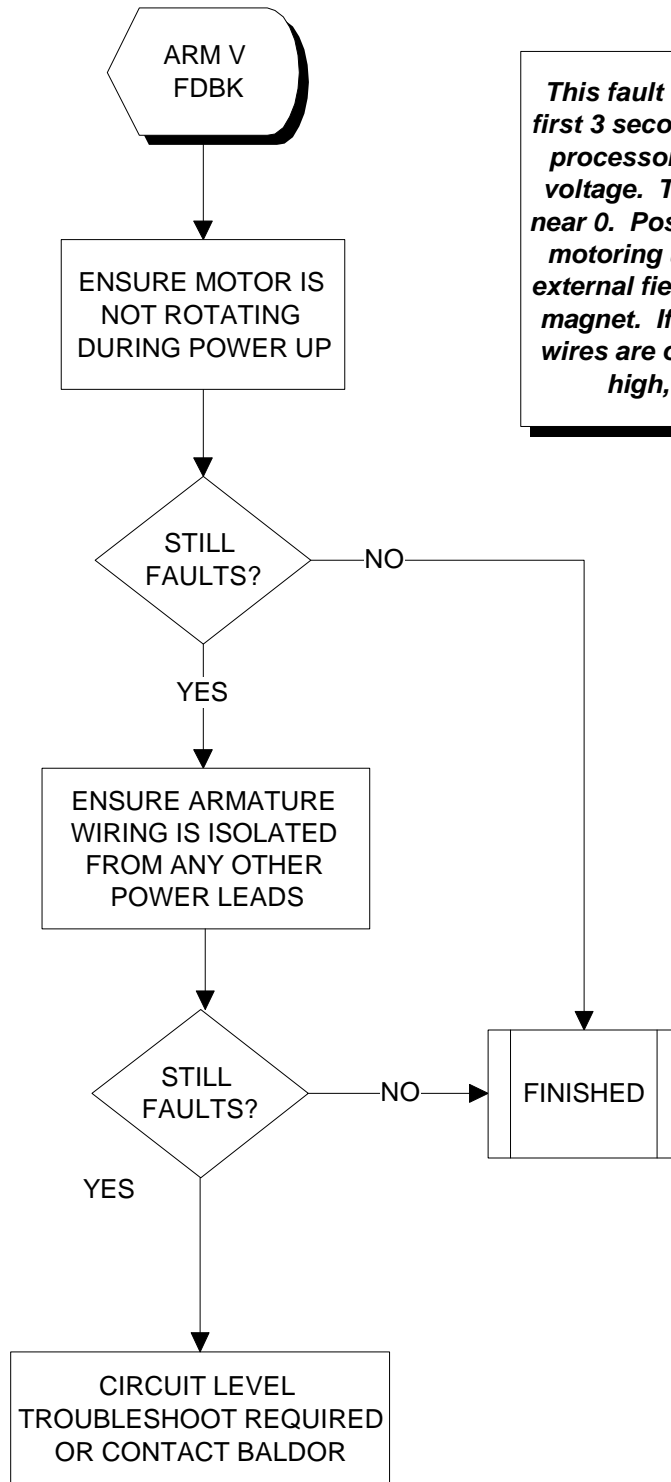 ARM V
FDBK
This fault
first 3 seco
processor
voltage. T
near 0. Pos
motoring
external fie
magnet. If
wires are
high,
ENSURE MOTOR IS
NOT ROTATING
DURING POWER UP
STILL
FAULTS?
NO
YES
ENSURE ARMATURE
WIRING IS ISOLATED
FROM ANY OTHER
POWER LEADS
STILL
FAULTS?
NO
FINISHED
YES
CIRCUIT LEVEL
TROUBLESHOOT REQUIRED
OR CONTACT BALDOR